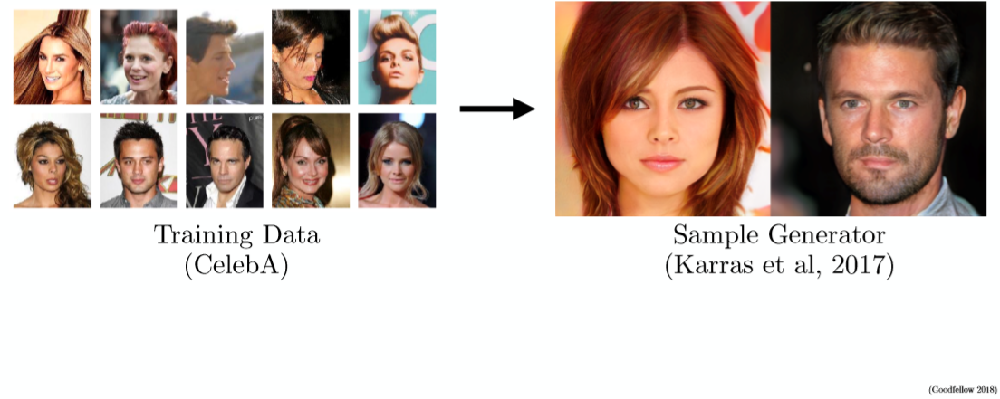 Training Data
(CelebA)
Sample Generator
(Karras et al, 2017)
(Goodfellow 2018)